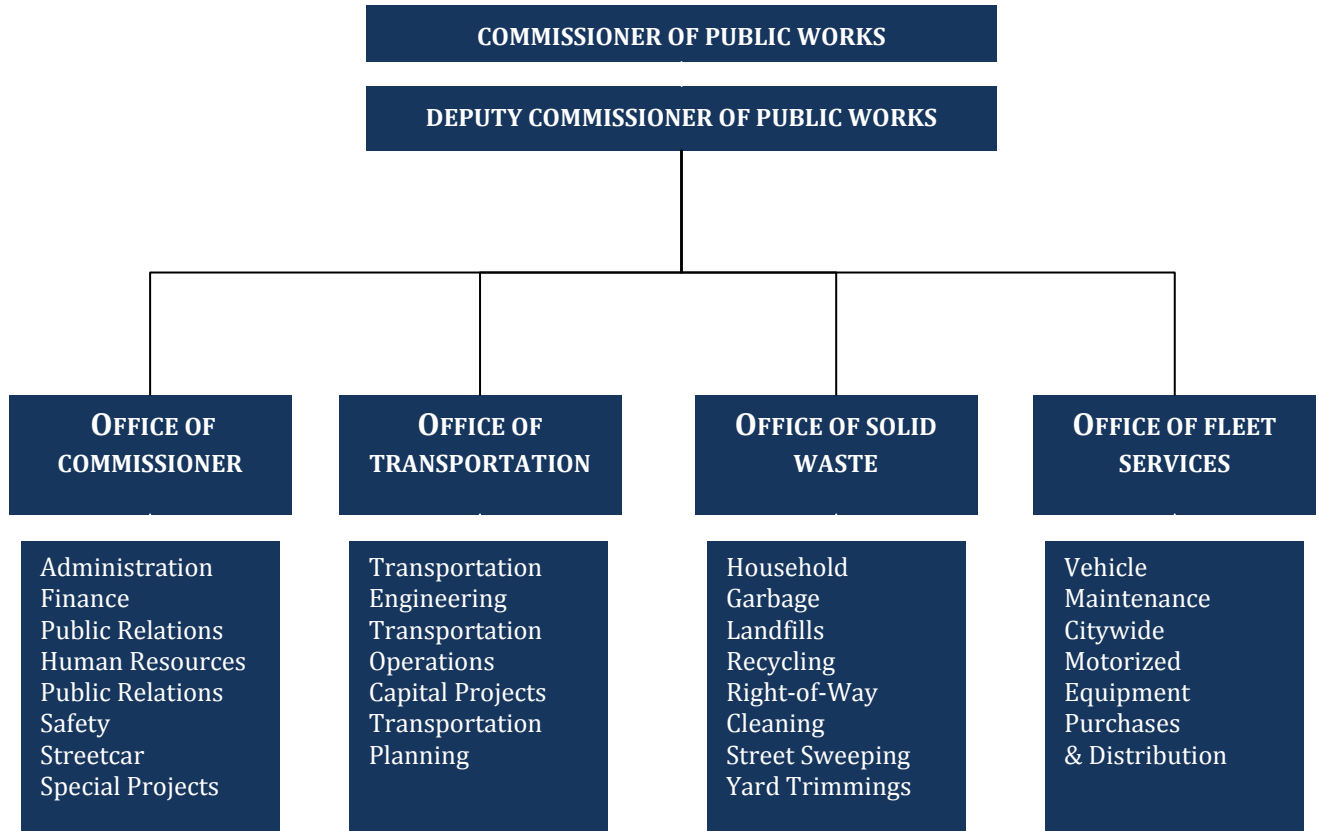 COMMISSIONER OF PUBLIC WORKS
DEPUTY COMMISSIONER OF PUBLIC WORKS
OFFICE OF
COMMISSIONER
OFFICE OF
TRANSPORTATION
OFFICE OF SOLID
WASTE
OFFICE OF FLEET
SERVICES
Administration
Finance
Public Relations
Human Resources
Public Relations
Safety
Streetcar
Special Projects
Transportation
Engineering
Transportation
Operations
Capital Projects
Transportation
Planning
Household
Garbage
Landfills
Recycling
Right-of-Way
Cleaning
Street Sweeping
Yard Trimmings
Vehicle
Maintenance
Citywide
Motorized
Equipment
Purchases
& Distribution